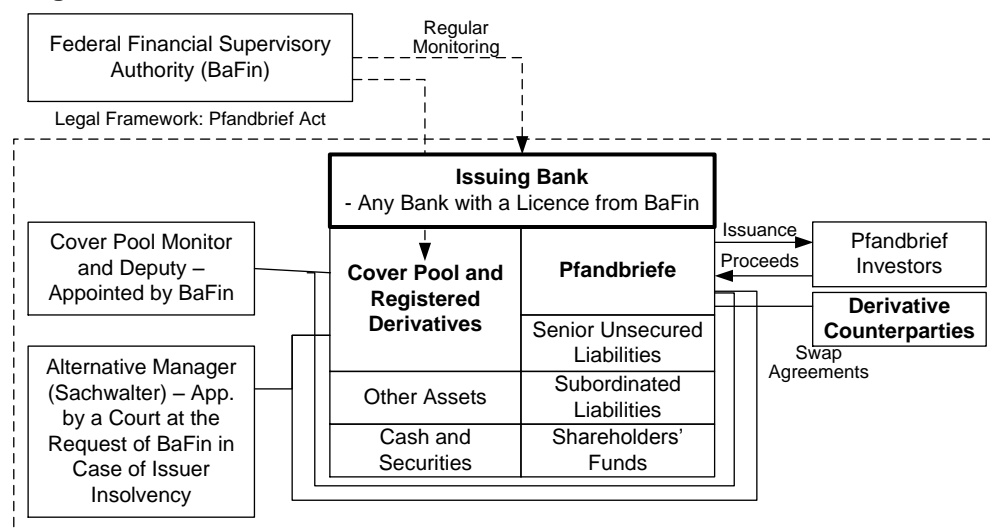 Federal Financial Supervisory
Authority (BaFin)
Regular
Monitoring
Legal Framework: Pfandbrief Act
Issuing Bank
- Any Bank with a Licence from BaFin
Cover Pool Monitor
and Deputy –
Appointed by BaFin
Cover Pool and
Registered
Derivatives
Pfandbriefe
Issuance
Proceeds
Pfandbrief
Investors
Derivative
Counterparties
Swap
Agreements
Senior Unsecured
Liabilities
Alternative Manager
(Sachwalter) – App.
by a Court at the
Request of BaFin in
Case of Issuer
Insolvency
Other Assets
Subordinated
Liabilities
Cash and
Securities
Shareholders'
Funds